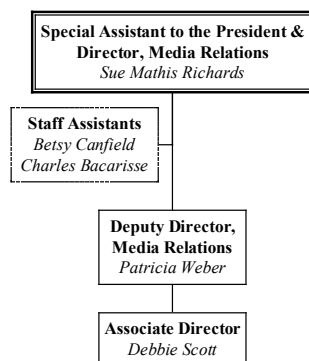 Special Assistant to the President &
Director, Media Relations
Sue Mathis Richards
Staff Assistants
Betsy Canfield
Charles Bacarisse
Deputy Director,
Media Relations
Patricia Weber
Associate Director
Debbie Scott